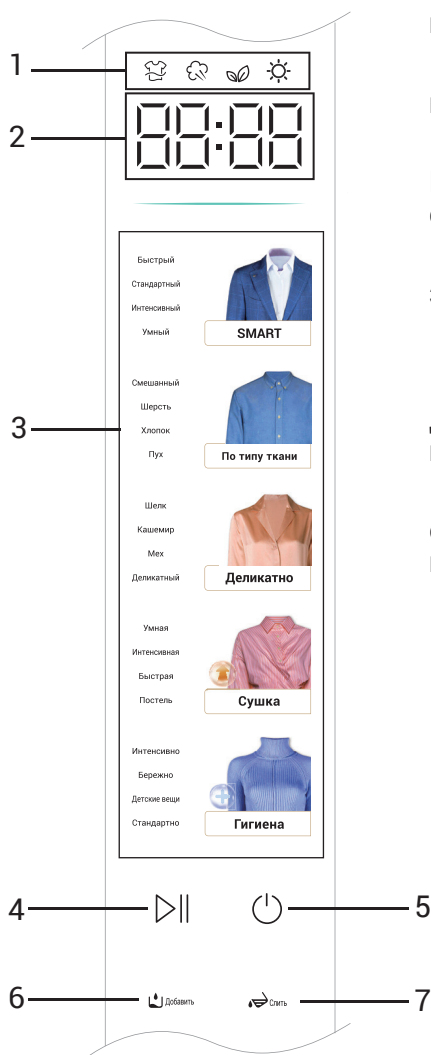 1
2
88:88
Быстрый
Стандартный
Интенсивный
Умный
SMART
3
Смешанный
Шерсть
Хлопок
Пух
По типу ткани
Шелк
Кашемир
Мех
Деликатный
Деликатно
Умная
Интенсивная
Быстрая
Постель
Сушка
Интенсивно
Бережно
Детские вещи
Стандартно
Гигиена
4
5
6
Добавить
Слить
7